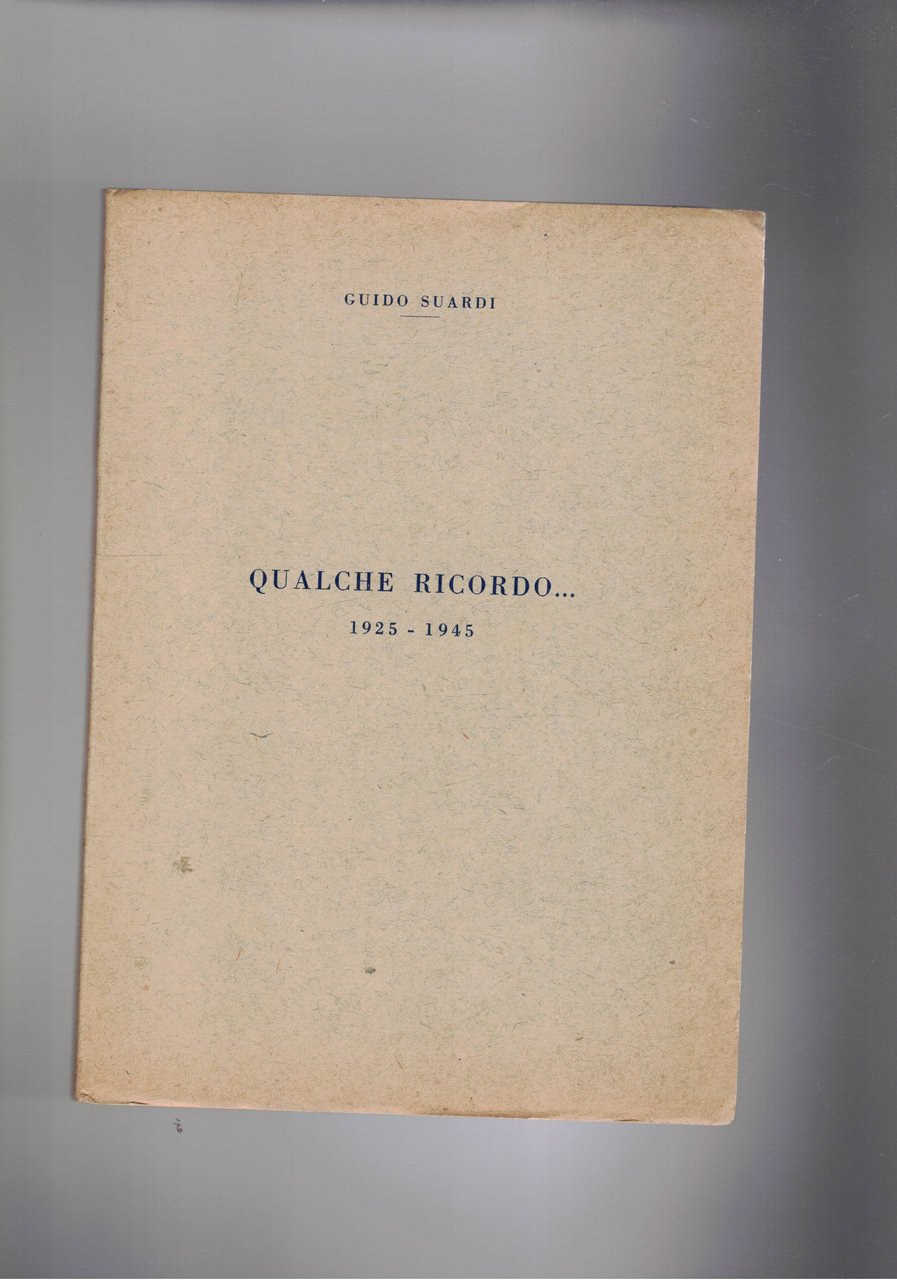 GUIDO SUARDI
QUALCHE RICORDO...
1925 - 1945